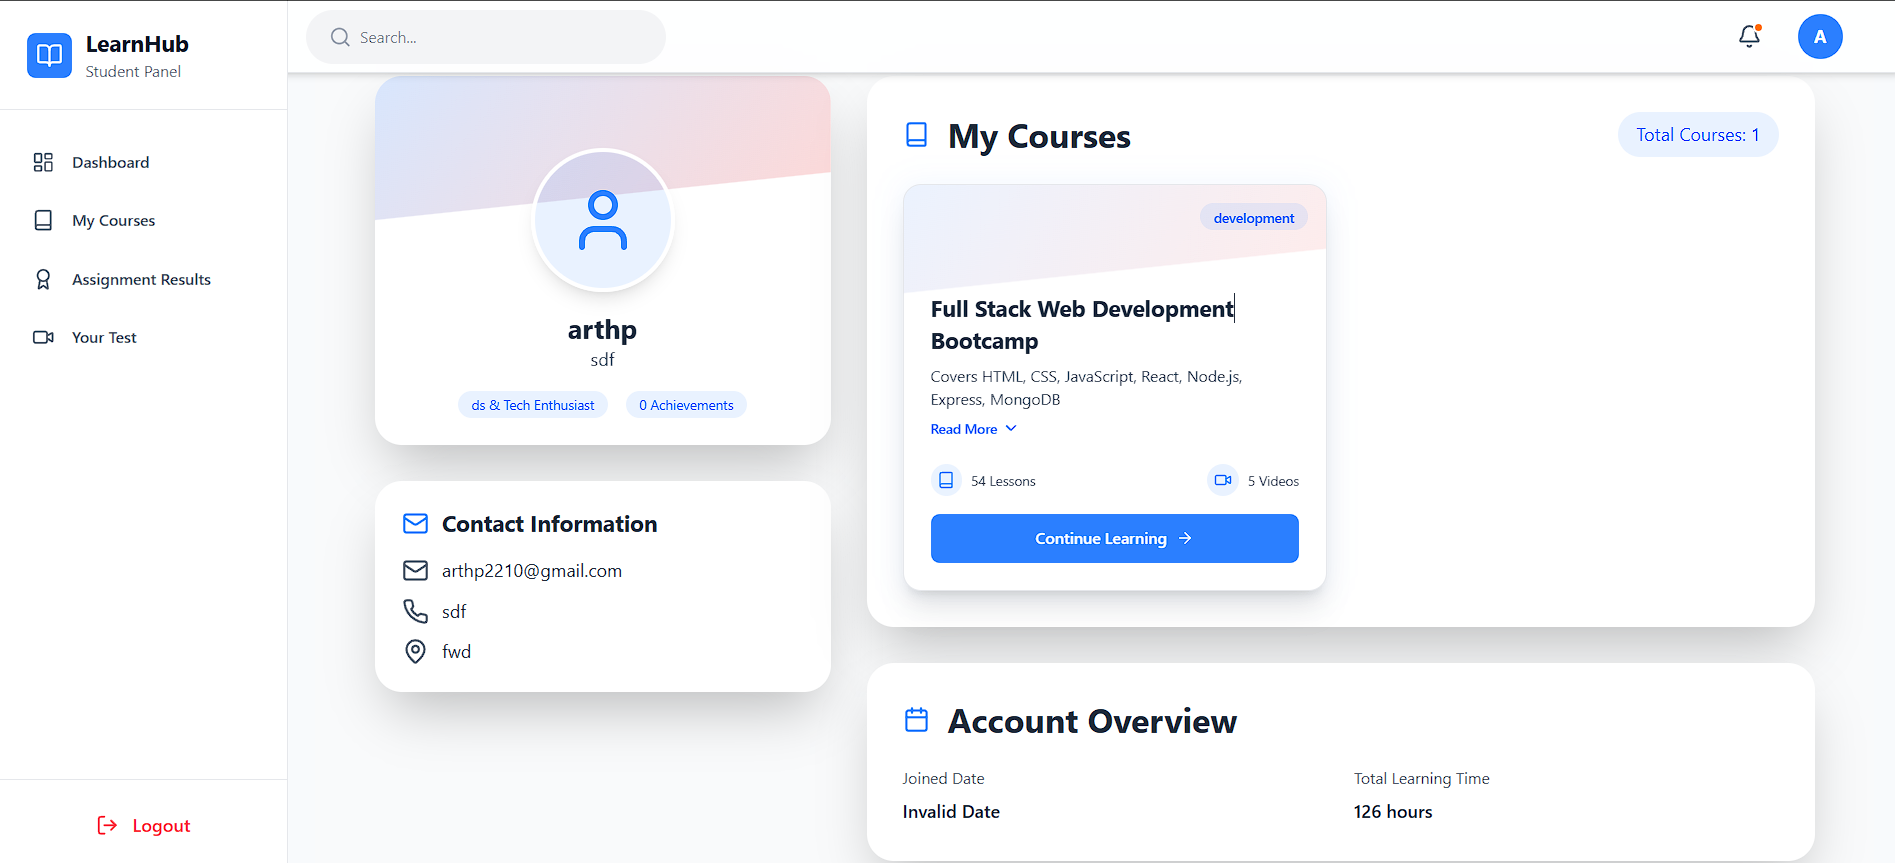 LearnHub
Student Panel
Dashboard
My Courses
Assignment Results
Your Test
Logout
Search...
A
arthp
sdf
ds & Tech Enthusiast
0 Achievements
Contact Information
arthp2210@gmail.com
sdf
fwd
My Courses
Total Courses: 1
development
Full Stack Web Development
Bootcamp
Covers HTML, CSS, JavaScript, React, Node.js,
Express, MongoDB
Read More
54 Lessons
5 Videos
Continue Learning
Account Overview
Joined Date
Invalid Date
Total Learning Time
126 hours